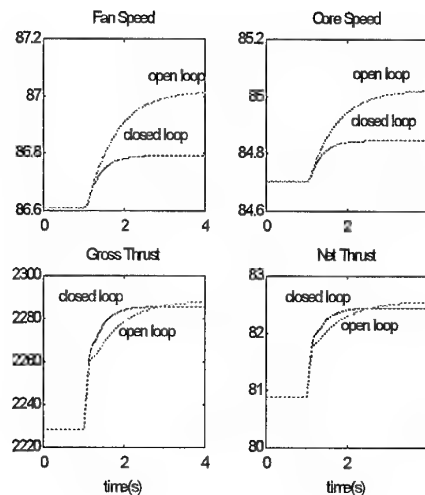 Fan Speed
87.2
87
86.8
86.6
0
2
4
open loop
closed loop
Core Speed
85.2
85
84.8
84.6
0
2
4
open loop
closed loop
Gross Thrust
2300
2280
2260
2240
2220
0
2
4
closed loop
open loop
time(s)
Net Thrust
83
82
81
80
0
2
4
closed loop
open loop
time(s)